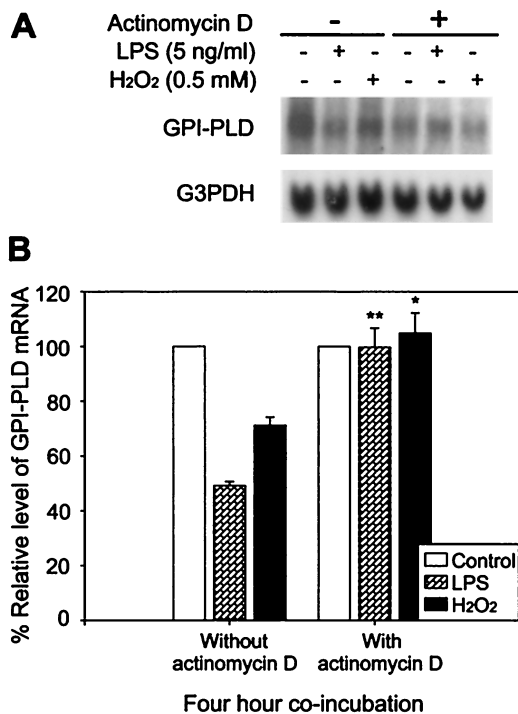 A
Actinomycin D - +
LPS (5 ng/ml) - + - - + -
H2O2 (0.5 mM) - - + - - +
GPI-PLD
G3PDH
B
% Relative level of GPI-PLD mRNA
120
100
80
60
40
20
0
** *
Control
LPS
H2O2
Without actinomycin D
With actinomycin D
Four hour co-incubation